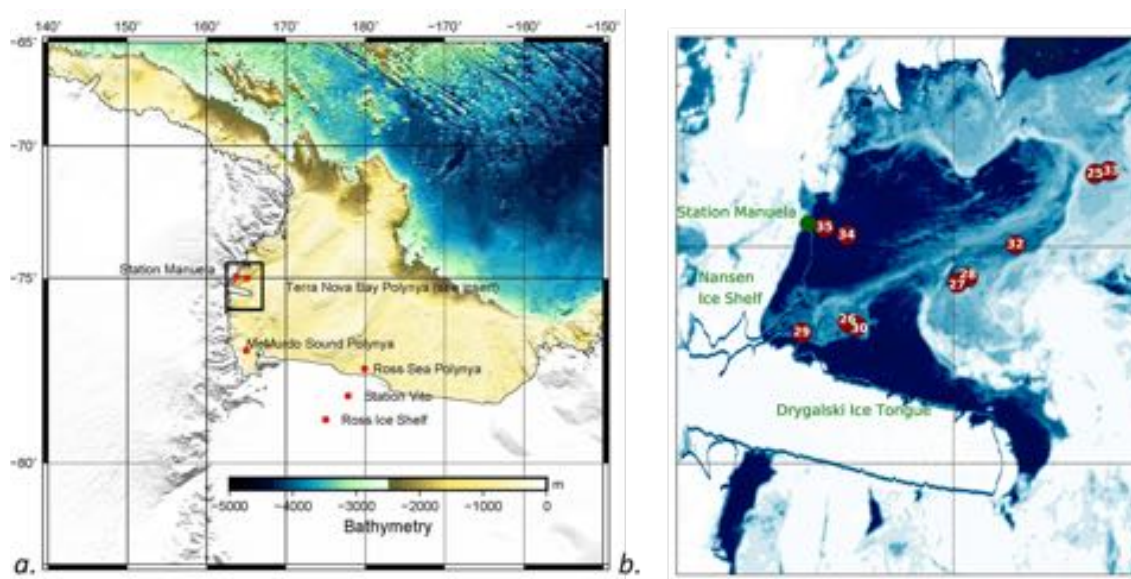 140° 150° 160° 170° 180° −170° −160° −150°
−65°
−70°
−75°
−80°
Station Manuela
Terra Nova Bay Polynya (see insert)
McMurdo Sound Polynya
Ross Sea Polynya
Station Vito
Ross Ice Shelf
m
−5000 −4000 −3000 −2000 −1000 0
Bathymetry
a.
Station Manuela
35
34
25
33
32
28
27
26
30
29
Nansen
Ice Shelf
Drygalski Ice Tongue
b.